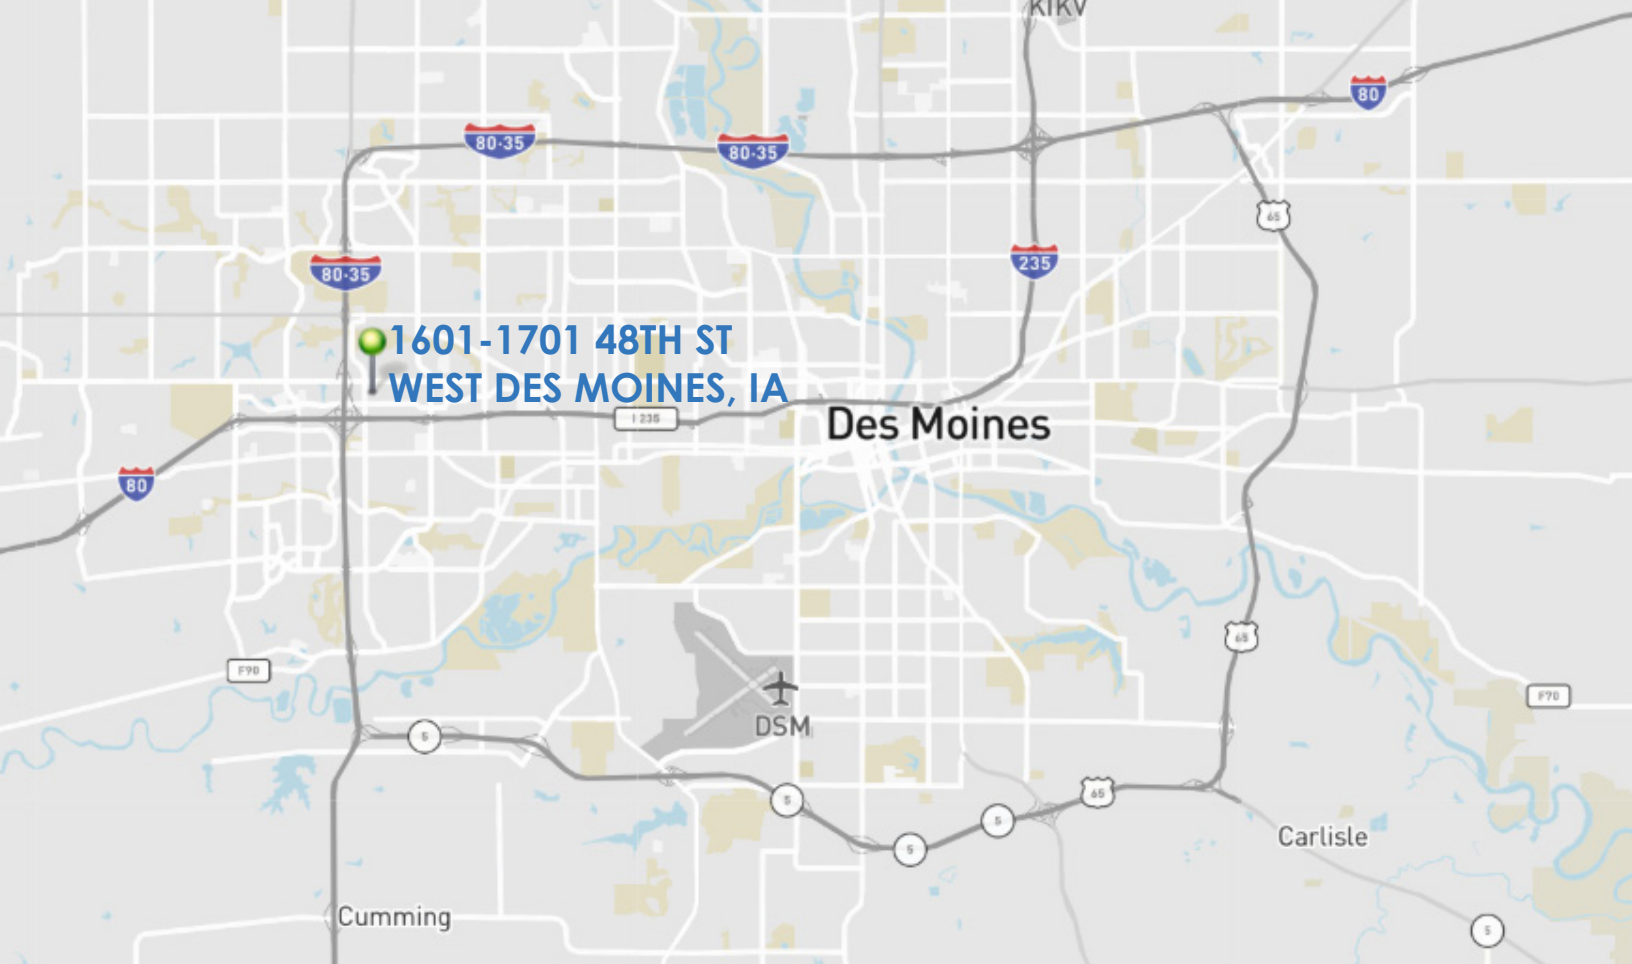 KIKV
80
80·35
80·35
65
235
80·35
1601-1701 48TH ST
WEST DES MOINES, IA
I 235
Des Moines
80
65
F90
F70
DSM
5
5
65
5
5
Carlisle
Cumming
5